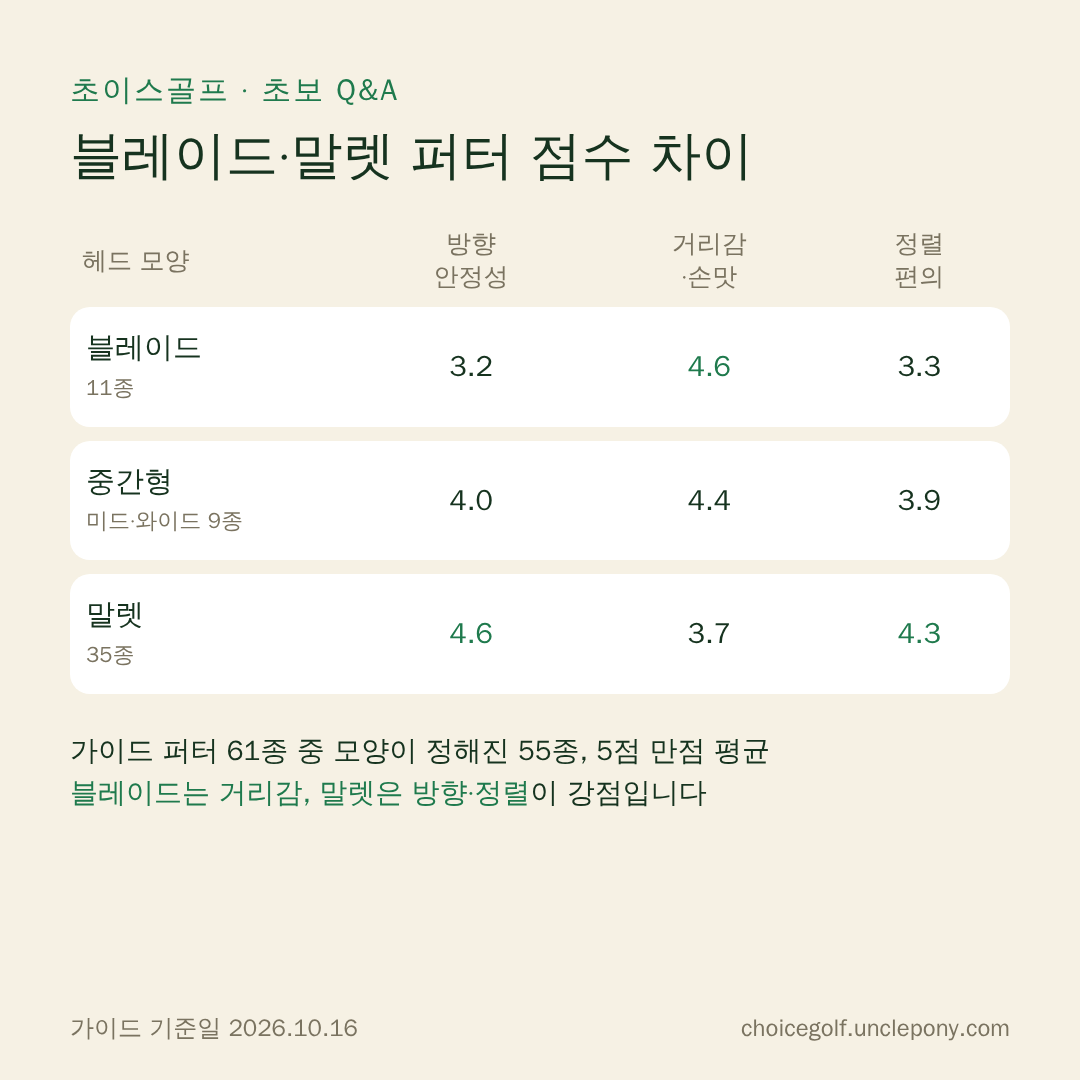 초이스골프 · 초보 Q&A
블레이드·말렛 퍼터 점수 차이
헤드 모양
방향
안정성
거리감
·손맛
정렬
편의
블레이드
11종
3.2
4.6
3.3
중간형
미드·와이드 9종
4.0
4.4
3.9
말렛
35종
4.6
3.7
4.3
가이드 퍼터 61종 중 모양이 정해진 55종, 5점 만점 평균
블레이드는 거리감, 말렛은 방향·정렬이 강점입니다
가이드 기준일 2026.10.16
choicegolf.unclepony.com